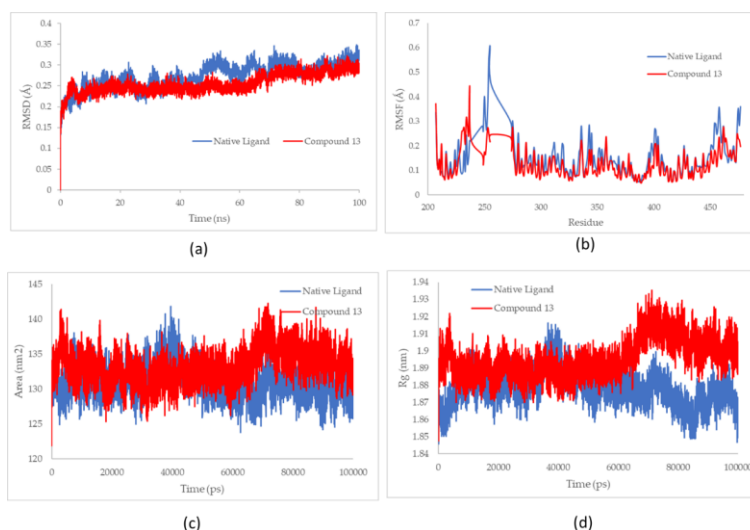 0.4
0.35
0.3
0.25
0.2
0.15
0.1
0.05
0
RMSD (Å)
Native Ligand
Compound 13
0 20 40 60 80 100
Time (ns)
(a)
0.7
0.6
0.5
0.4
0.3
0.2
0.1
0
RMSF (Å)
Native Ligand
Compound 13
200 250 300 350 400 450
Residue
(b)
145
140
135
130
125
120
Area (nm2)
Native Ligand
Compound 13
0 20000 40000 60000 80000 100000
Time (ps)
(c)
1.94
1.93
1.92
1.91
1.9
1.89
1.88
1.87
1.86
1.85
1.84
Rg (nm)
Native Ligand
Compound 13
0 20000 40000 60000 80000 100000
Time (ps)
(d)